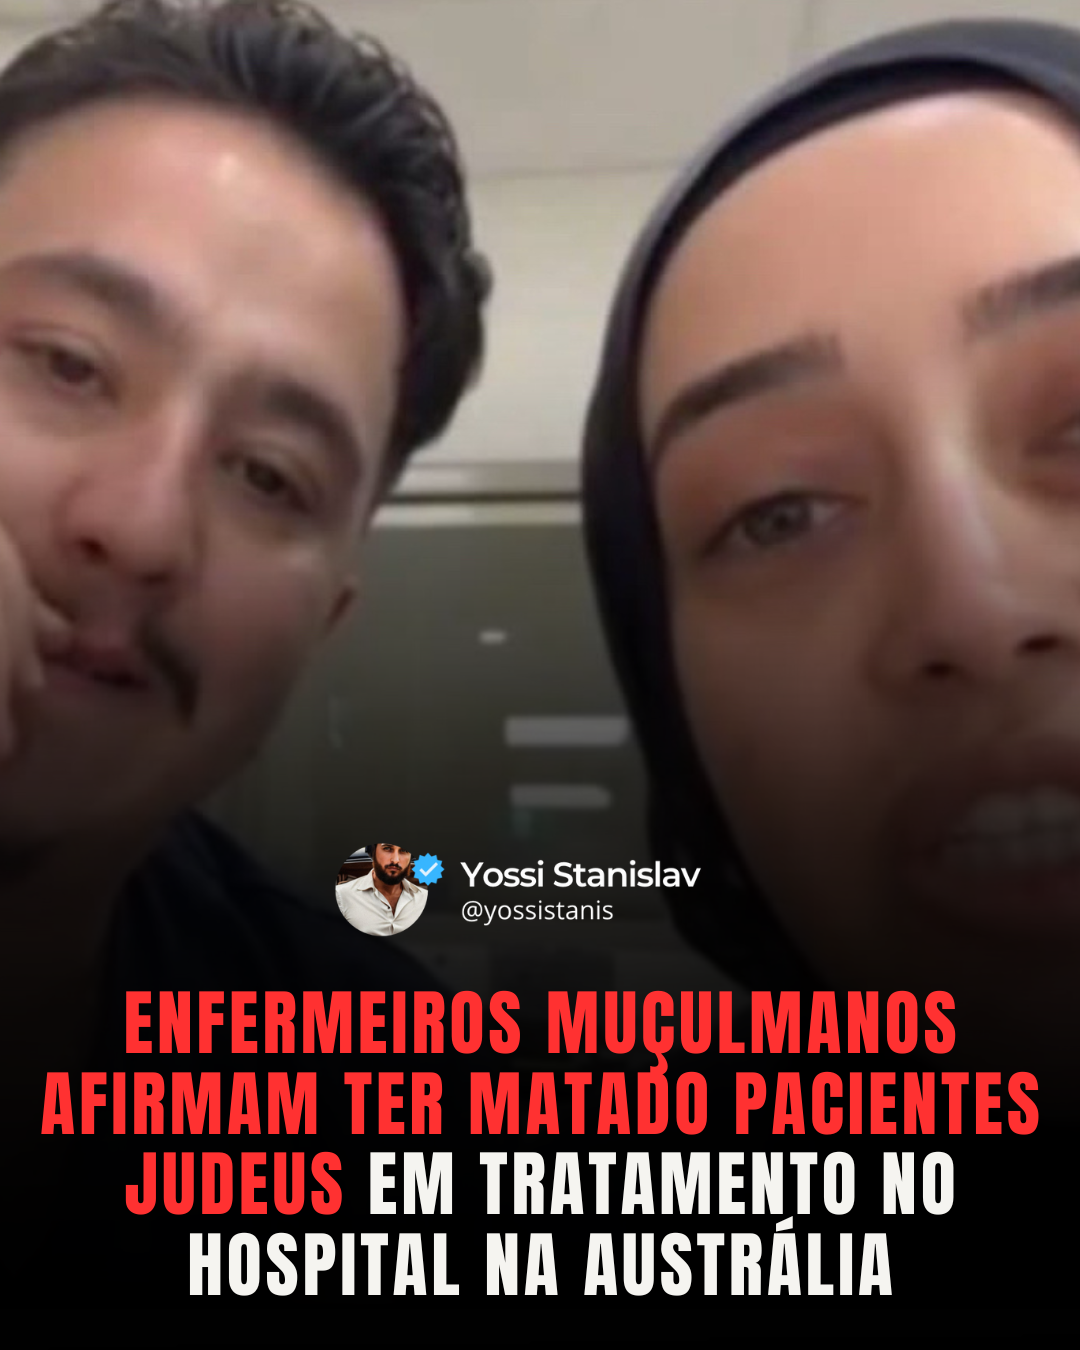 Yossi Stanislav
@yossistanis
ENFERMEIROS MUÇULMANOS
AFIRMAM TER MATADO PACIENTES
JUDEUS EM TRATAMENTO NO
HOSPITAL NA AUSTRÁLIA